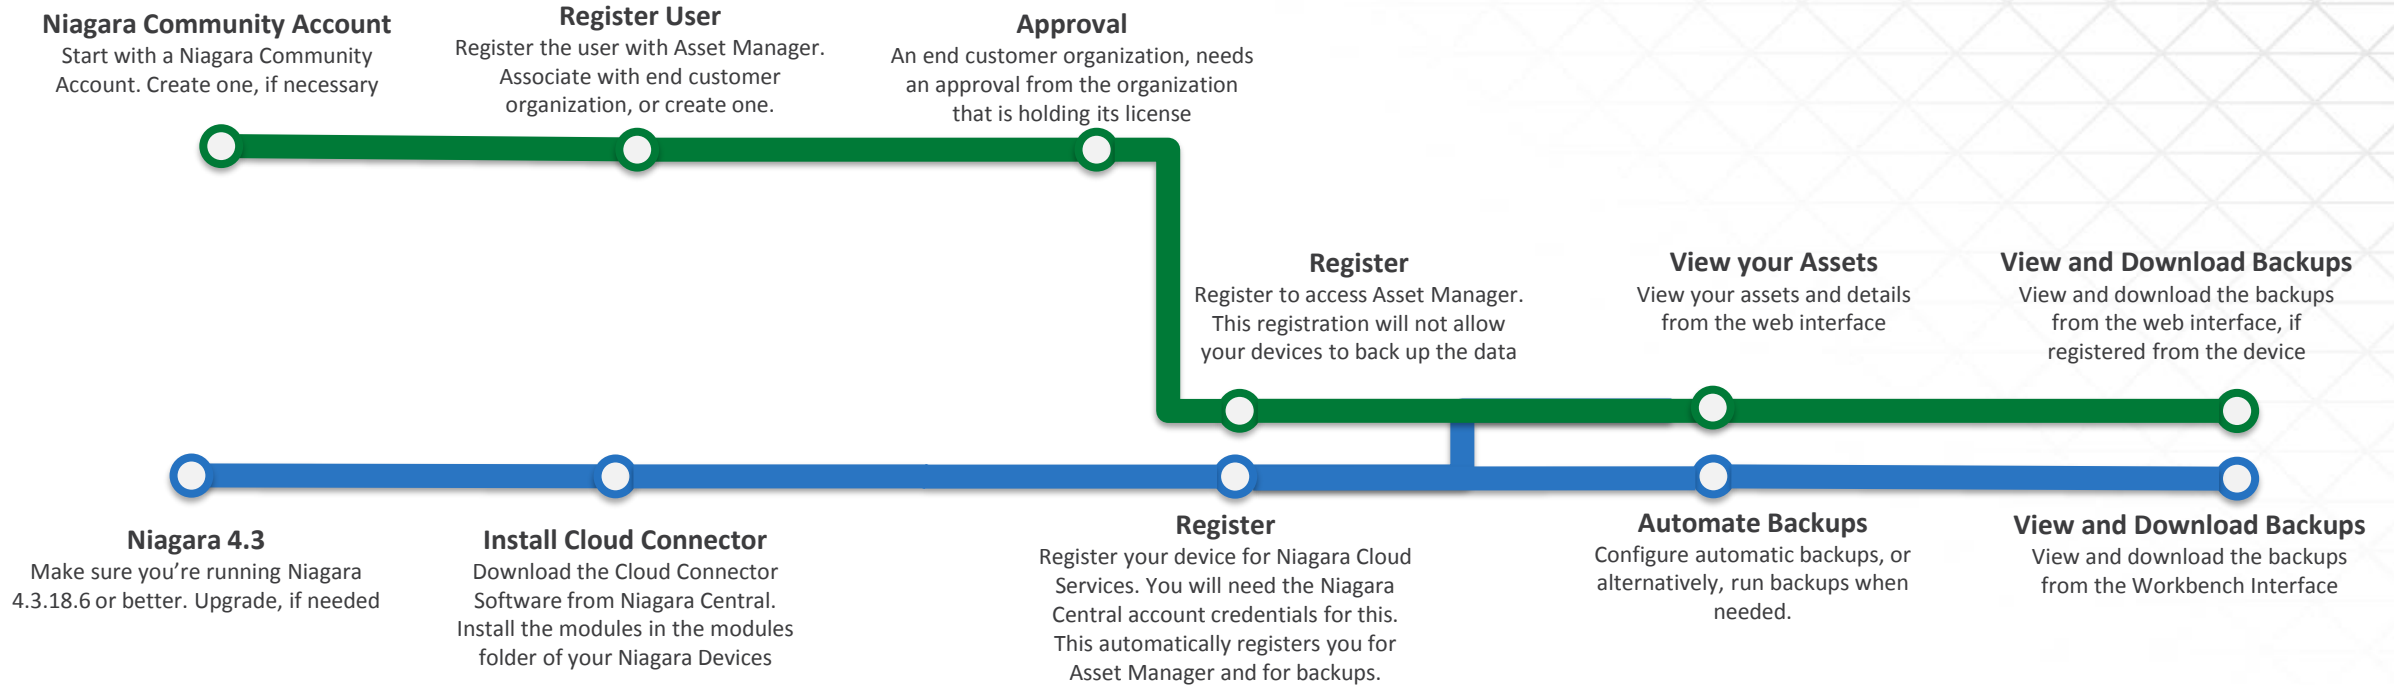 Niagara Community Account
Start with a Niagara Community
Account. Create one, if necessary
Register User
Register the user with Asset Manager.
Associate with end customer
organization, or create one.
Approval
An end customer organization, needs
an approval from the organization
that is holding its license
Register
Register to access Asset Manager.
This registration will not allow
your devices to back up the data
View your Assets
View your assets and details
from the web interface
View and Download Backups
View and download the backups
from the web interface, if
registered from the device
Niagara 4.3
Make sure you’re running Niagara
4.3.18.6 or better. Upgrade, if needed
Install Cloud Connector
Download the Cloud Connector
Software from Niagara Central.
Install the modules in the modules
folder of your Niagara Devices
Register
Register your device for Niagara Cloud
Services. You will need the Niagara
Central account credentials for this.
This automatically registers you for
Asset Manager and for backups.
Automate Backups
Configure automatic backups, or
alternatively, run backups when
needed.
View and Download Backups
View and download the backups
from the Workbench Interface